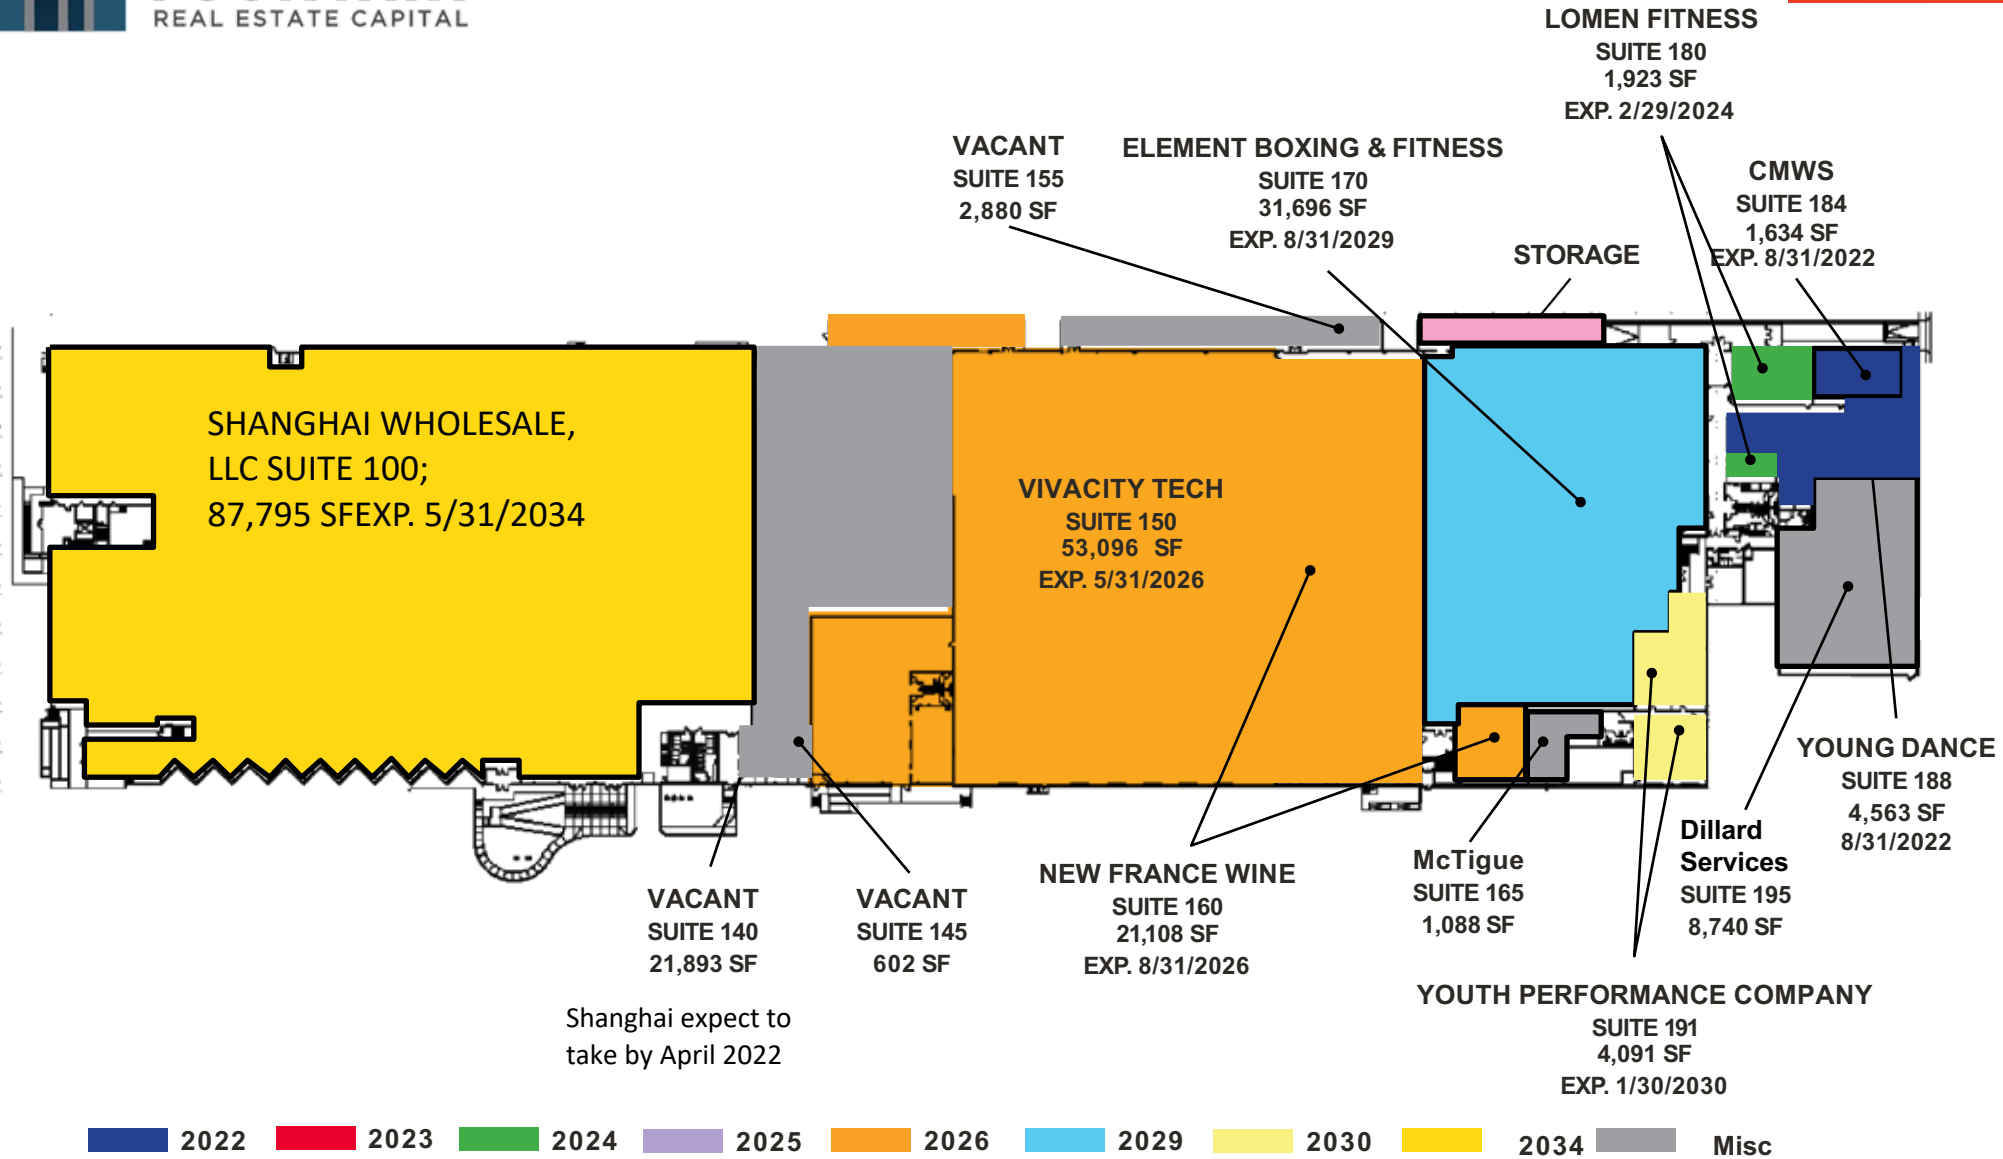 REAL ESTATE CAPITAL
LOMEN FITNESS
SUITE 180
1,923 SF
EXP. 2/29/2024
VACANT
SUITE 155
2,880 SF
ELEMENT BOXING & FITNESS
SUITE 170
31,696 SF
EXP. 8/31/2029
CMWS
SUITE 184
1,634 SF
EXP. 8/31/2022
STORAGE
SHANGHAI WHOLESALE,
LLC SUITE 100;
87,795 SFEXP. 5/31/2034
VIVACITY TECH
SUITE 150
53,096 SF
EXP. 5/31/2026
YOUNG DANCE
SUITE 188
4,563 SF
8/31/2022
Dillard
Services
SUITE 195
8,740 SF
McTigue
SUITE 165
1,088 SF
NEW FRANCE WINE
SUITE 160
21,108 SF
EXP. 8/31/2026
VACANT
SUITE 140
21,893 SF
VACANT
SUITE 145
602 SF
Shanghai expect to
take by April 2022
YOUTH PERFORMANCE COMPANY
SUITE 191
4,091 SF
EXP. 1/30/2030
2022 2023 2024 2025 2026 2029 2030 2034 Misc